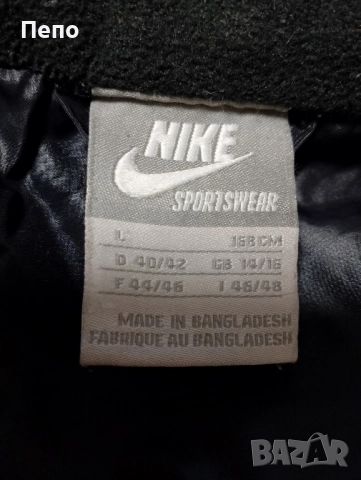 Пепо
NIKE
SPORTSWEAR
L 168 CM
D 40/42 GB 14/16
F 44/46 I 46/48
MADE IN BANGLADESH
FABRIQUE AU BANGLADESH
BAZAR